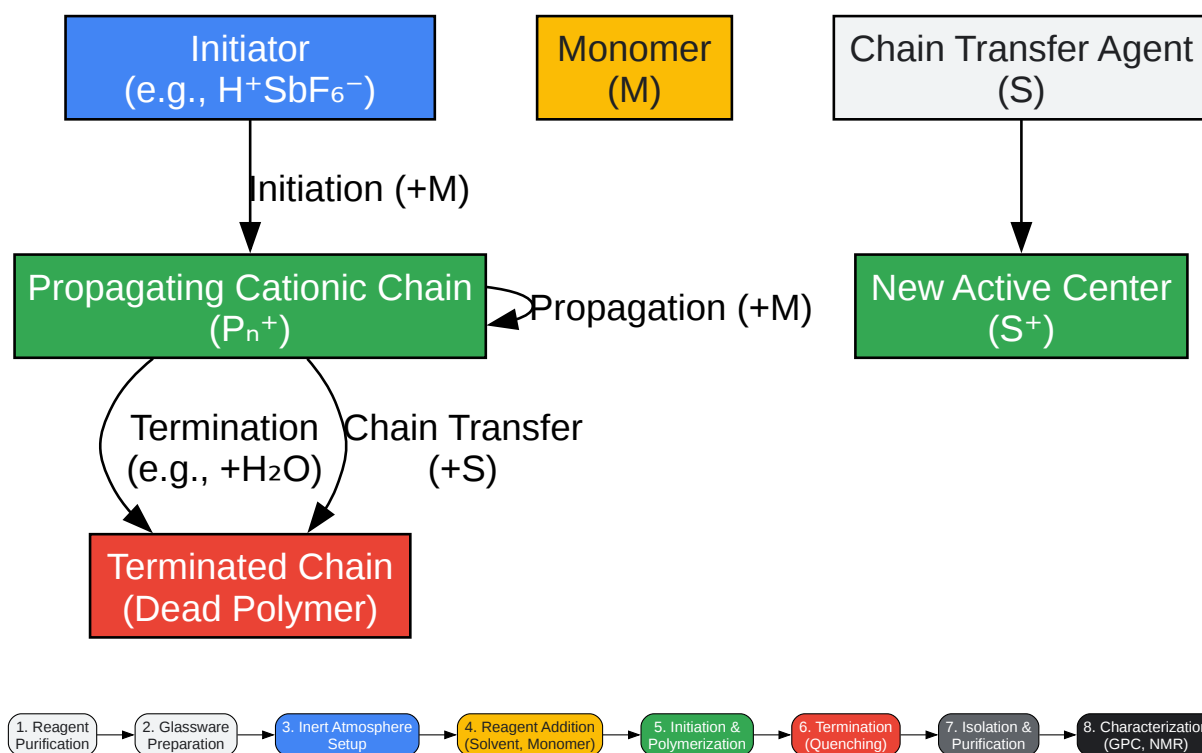 Initiator
(e.g., H⁺SbF₆⁻)
Monomer
(M)
Chain Transfer Agent
(S)
Initiation (+M)
Propagating Cationic Chain
(Pₙ⁺)
Propagation (+M)
New Active Center
(S⁺)
Termination
(e.g., +H₂O)
Chain Transfer
(+S)
Terminated Chain
(Dead Polymer)
1. Reagent
Purification
2. Glassware
Preparation
3. Inert Atmosphere
Setup
4. Reagent Addition
(Solvent, Monomer)
5. Initiation &
Polymerization
6. Termination
(Quenching)
7. Isolation &
Purification
8. Characterization
(GPC, NMR)